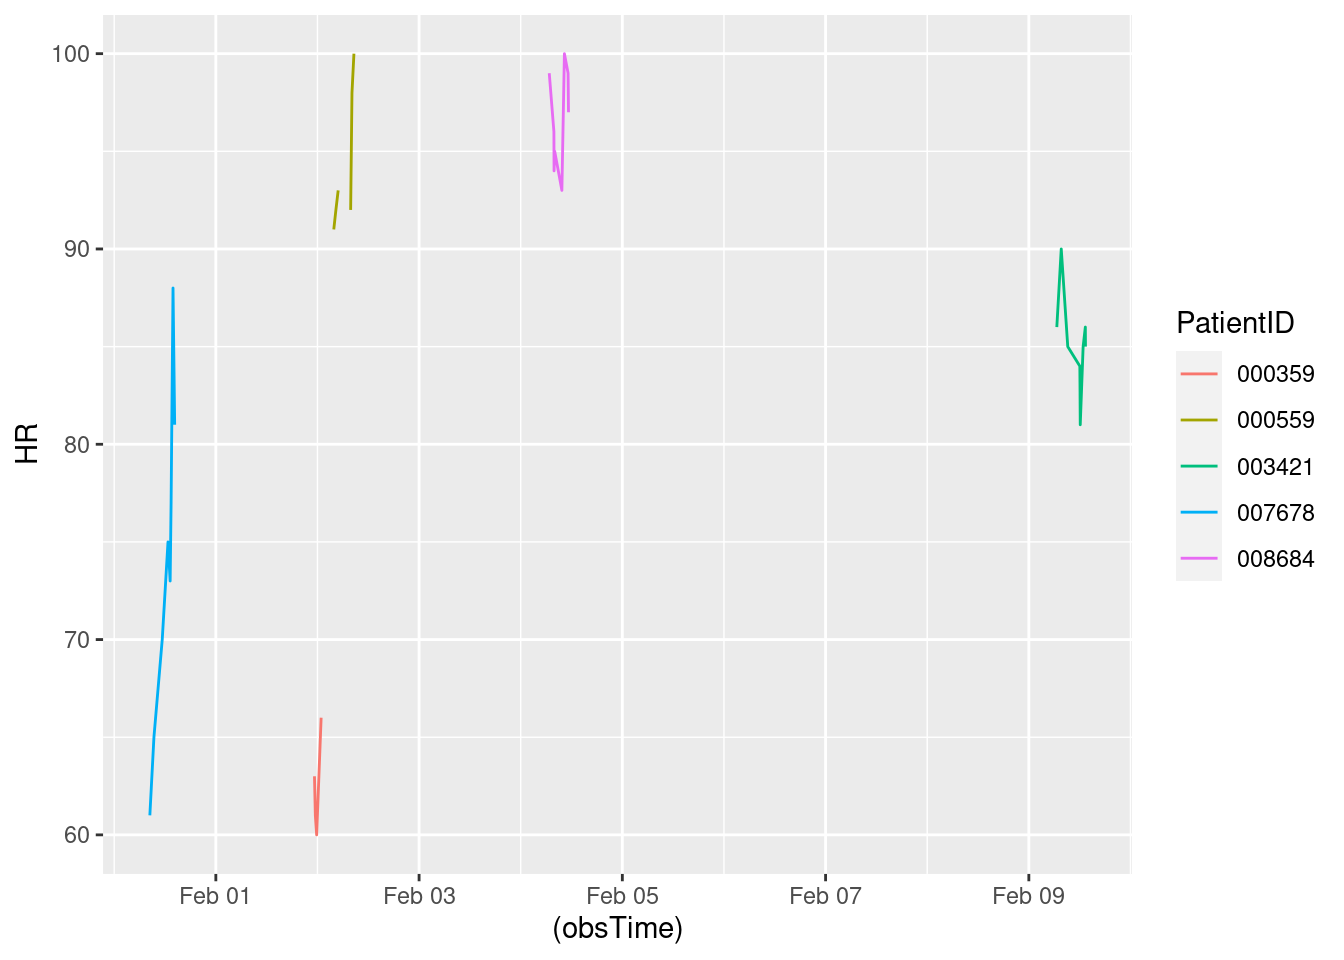 100
90
80
70
60
HR
Feb 01
Feb 03
Feb 05
Feb 07
Feb 09
(obsTime)
PatientID
000359
000559
003421
007678
008684